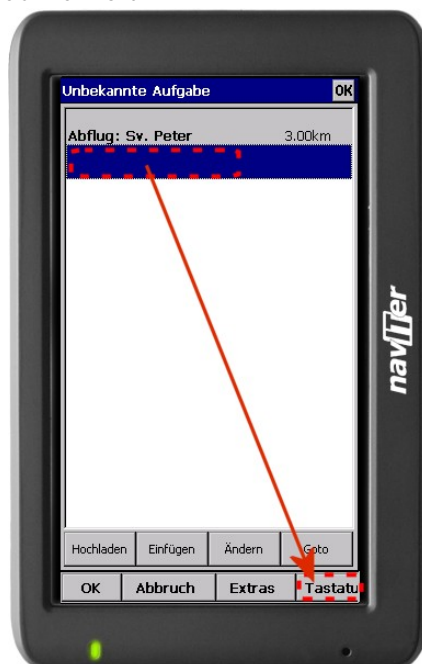 Unbekannte Aufgabe OK
Abflug: Sv. Peter 3.00km
Hochladen Einfügen Ändern Goto
OK Abbruch Extras Tastatu
naviter